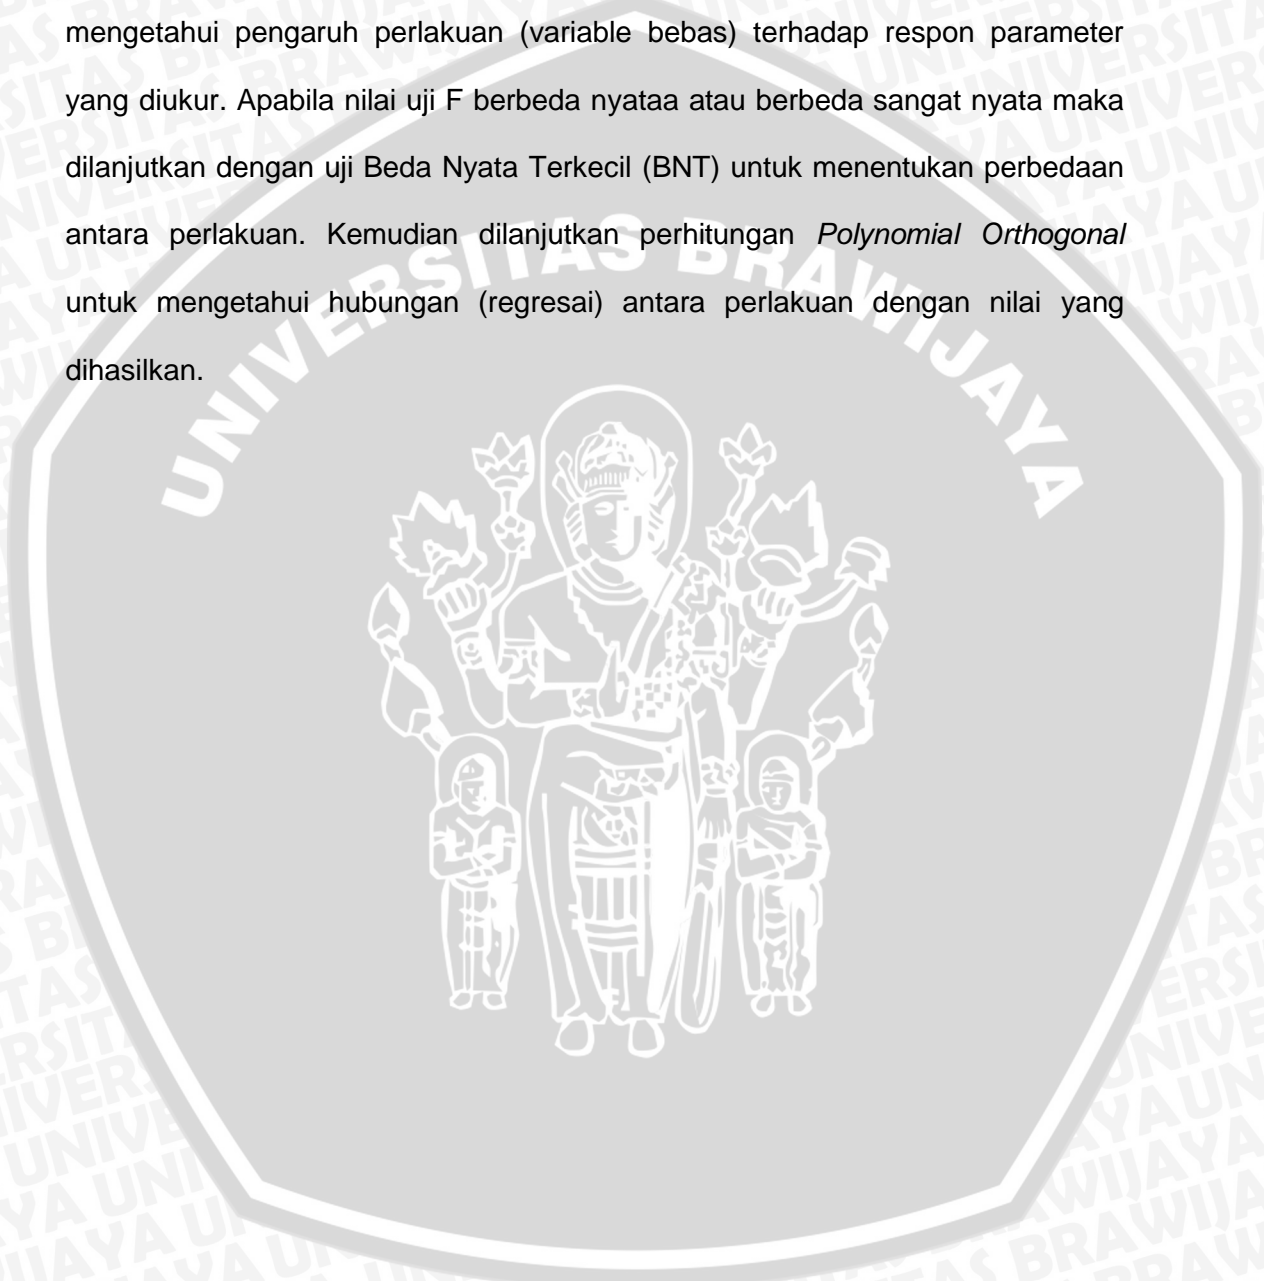 mengetahui pengaruh perlakuan (variable bebas) terhadap respon parameter
yang diukur. Apabila nilai uji F berbeda nyataa atau berbeda sangat nyata maka
dilanjutkan dengan uji Beda Nyata Terkecil (BNT) untuk menentukan perbedaan
antara perlakuan. Kemudian dilanjutkan perhitungan Polynomial Orthogonal
untuk mengetahui hubungan (regresai) antara perlakuan dengan nilai yang
dihasilkan.
UNIVERSITAS BRAWIJAYA